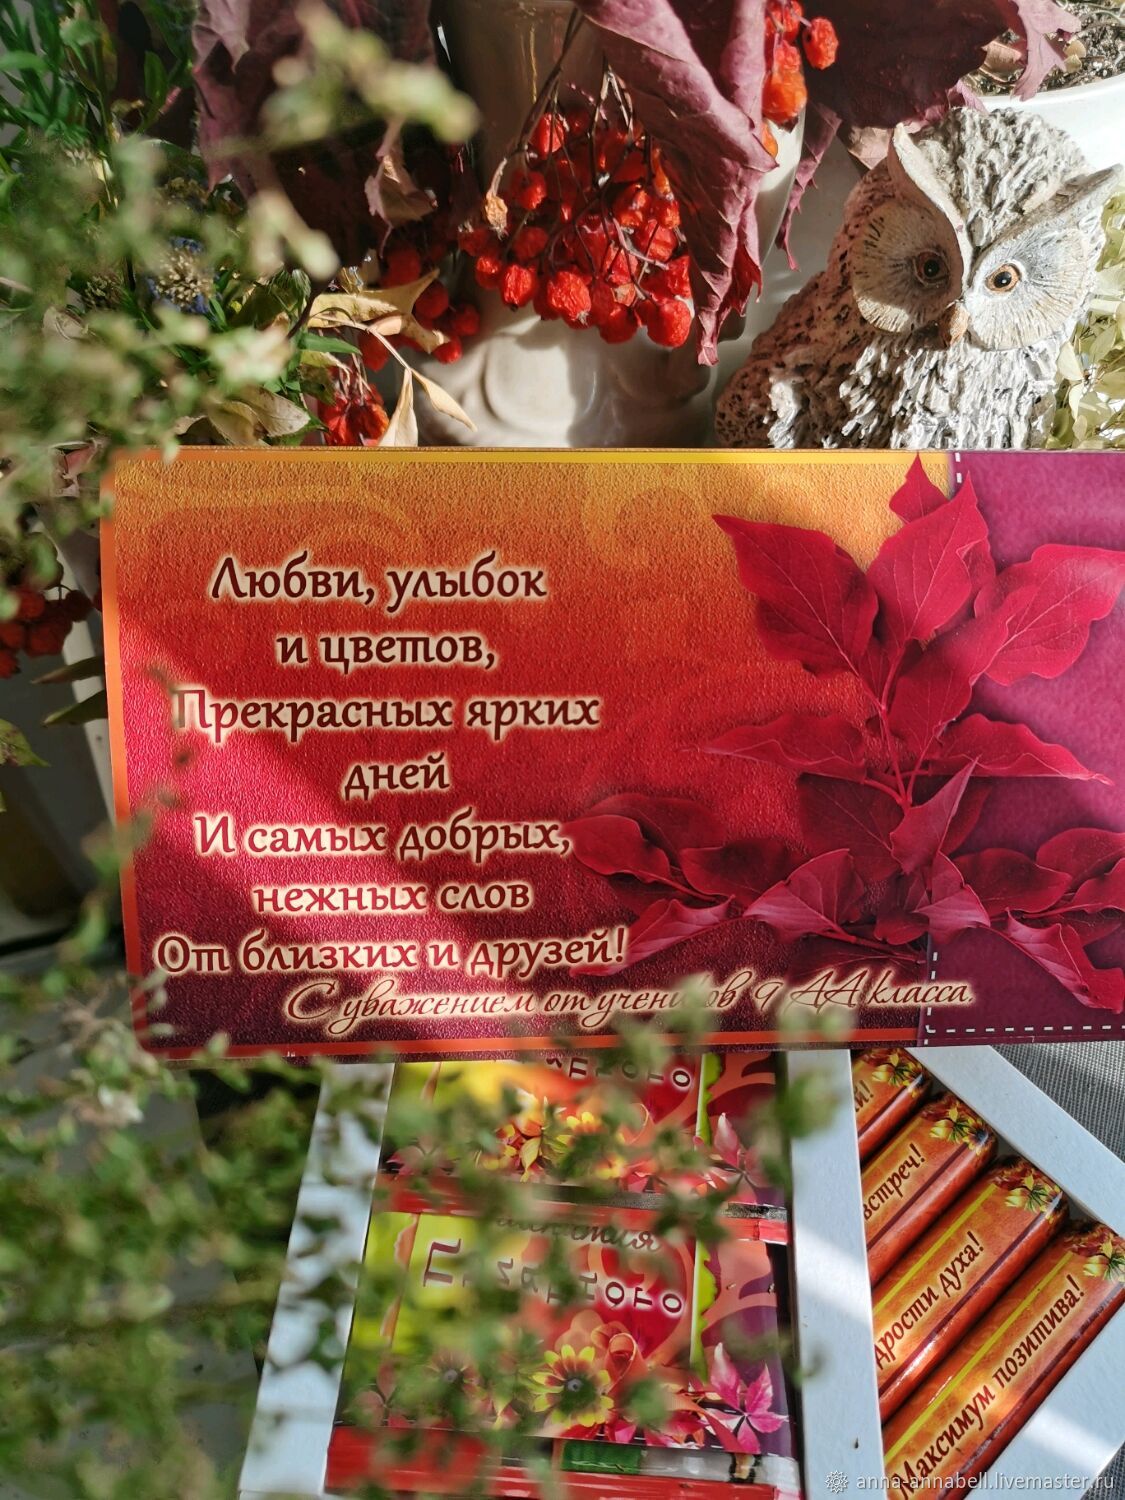 Любви, улыбок
и цветов,
Прекрасных ярких
дней
И самых добрых,
нежных слов
От близких и друзей!
С уважением от учеников 9 АА класса.
встреч!
дрости духа!
Максимум позитива!
anna-annabell.livemaster.ru